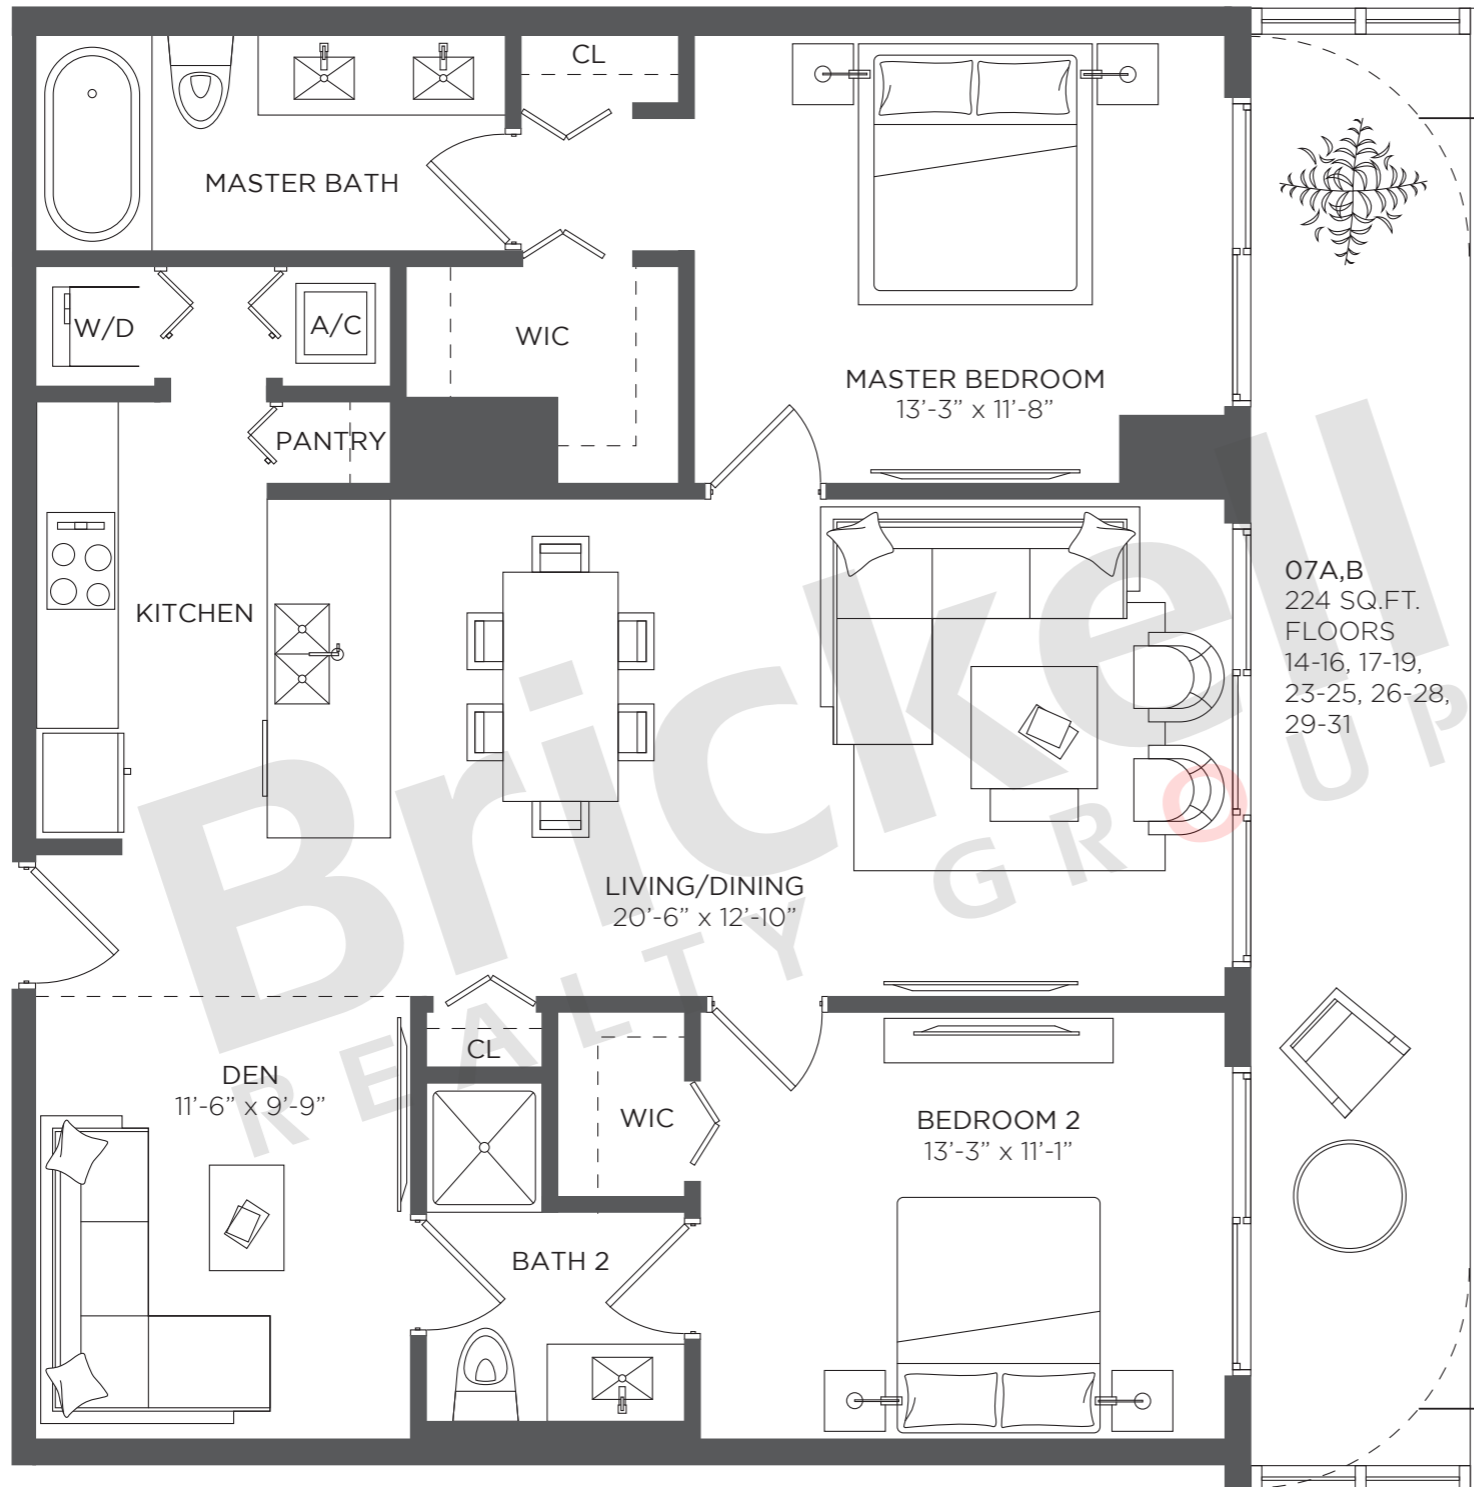 CL
MASTER BATH
W/D
A/C
WIC
MASTER BEDROOM
13'-3" x 11'-8"
PANTRY
KITCHEN
07A,B
224 SQ.FT.
FLOORS
14-16, 17-19,
23-25, 26-28,
29-31
LIVING/DINING
20'-6" x 12'-10"
CL
DEN
11'-6" x 9'-9"
WIC
BEDROOM 2
13'-3" x 11'-1"
BATH 2
Brickell
REALTY GROUP